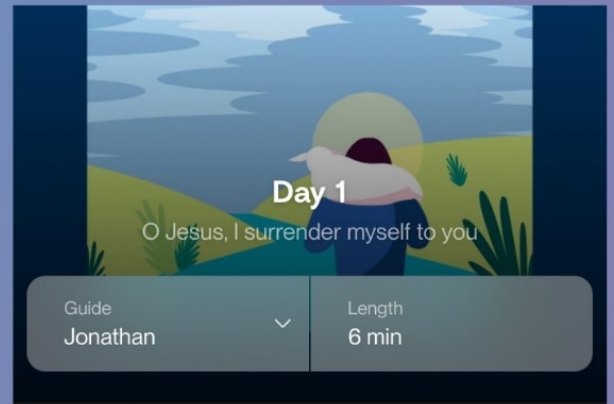 Day 1
O Jesus, I surrender myself to you
Guide
Jonathan
Length
6 min